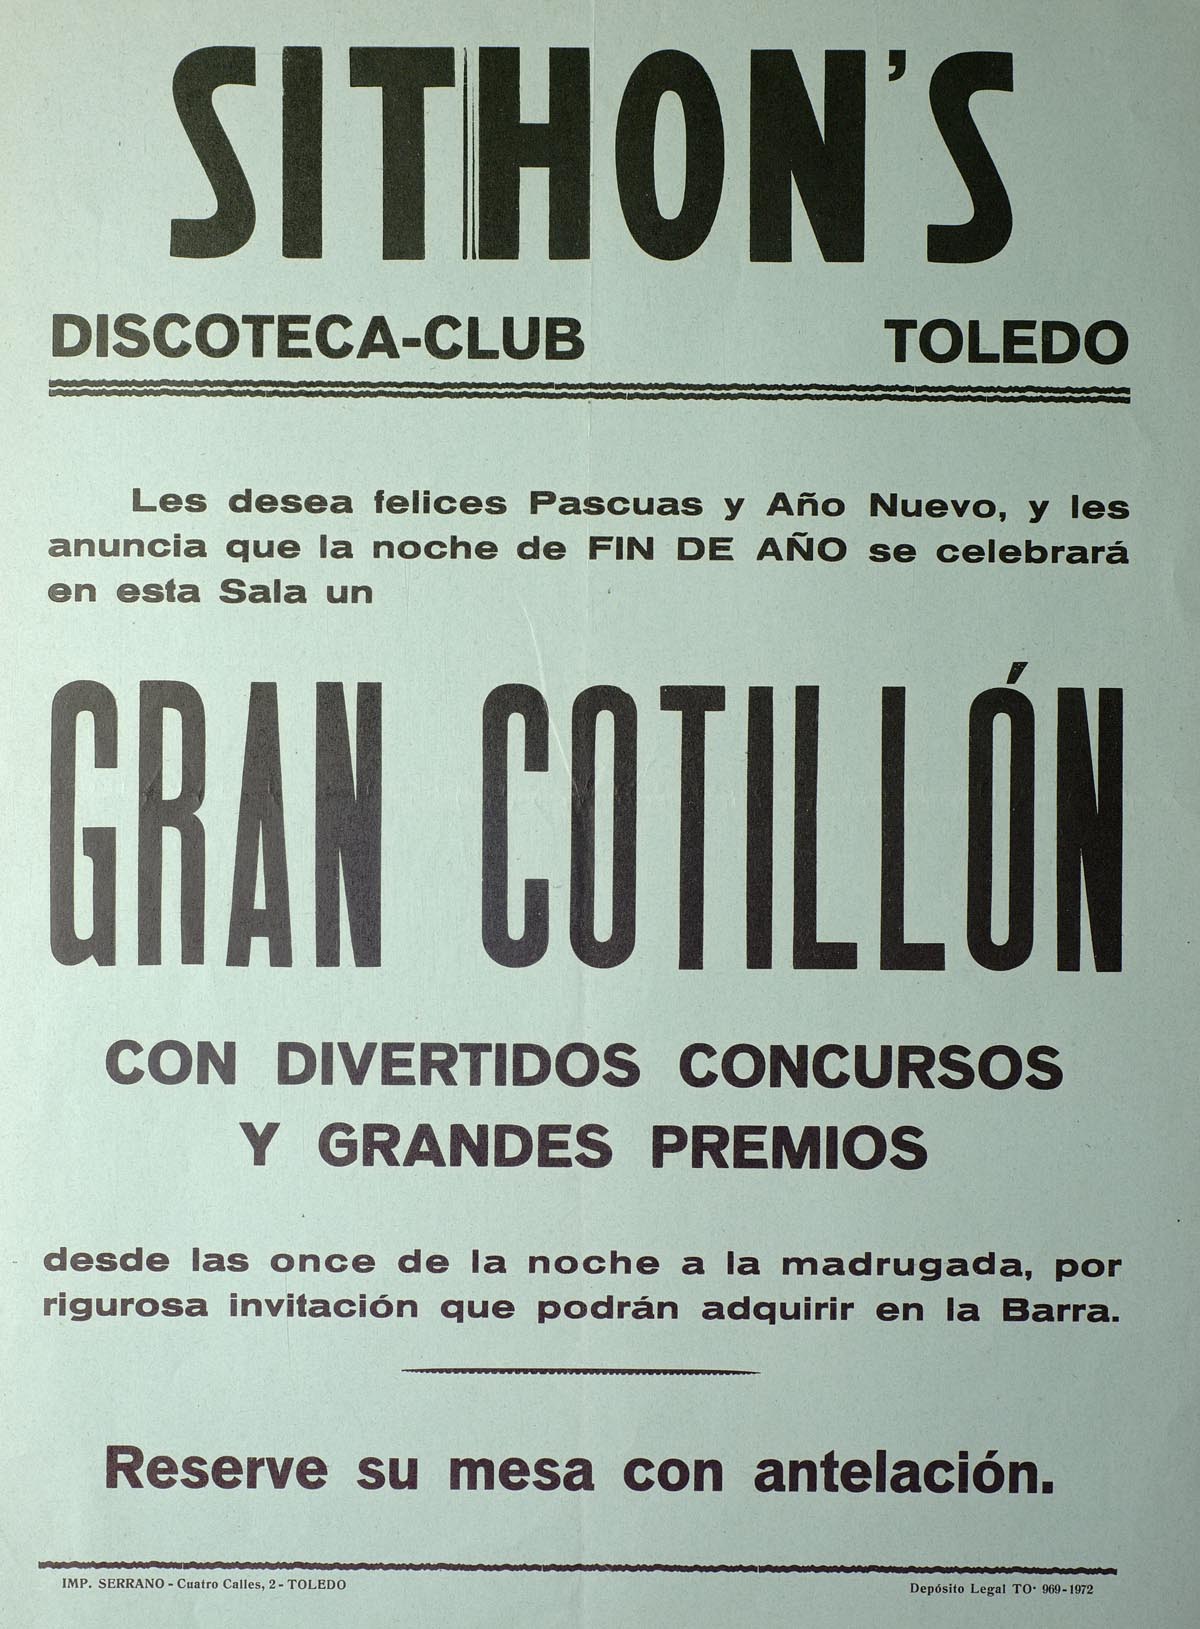 SITHON'S
DISCOTECA-CLUB TOLEDO
Les desea felices Pascuas y Año Nuevo, y les
anuncia que la noche de FIN DE AÑO se celebrará
en esta Sala un
GRAN COTILLÓN
CON DIVERTIDOS CONCURSOS
Y GRANDES PREMIOS
desde las once de la noche a la madrugada, por
rigurosa invitación que podrán adquirir en la Barra.
Reserve su mesa con antelación.
IMP. SERRANO - Cuatro Calles, 2 - TOLEDO Depósito Legal TO· 969-1972